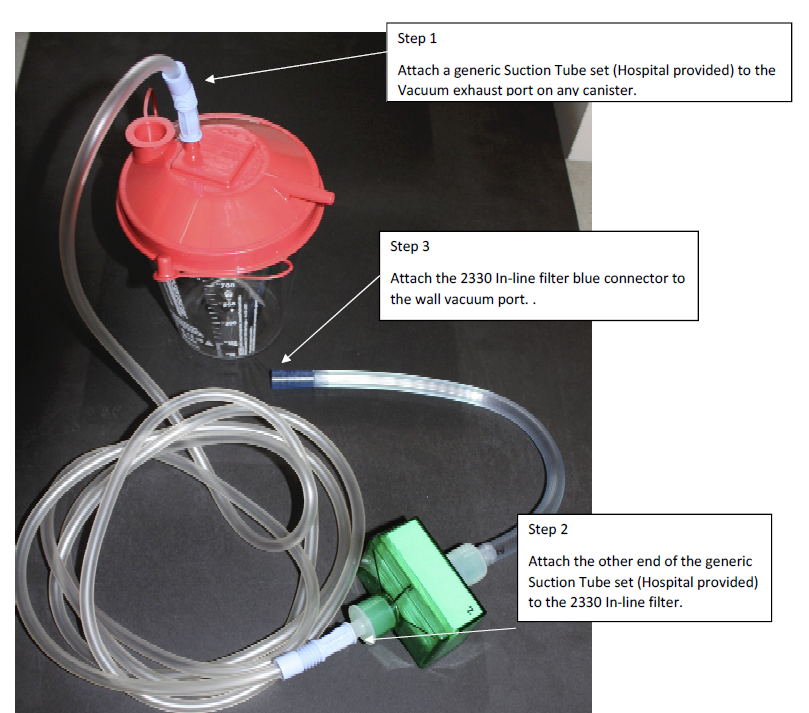 Step 1
Attach a generic Suction Tube set (Hospital provided) to the
Vacuum exhaust port on any canister.
Step 3
Attach the 2330 In-line filter blue connector to
the wall vacuum port. .
Step 2
Attach the other end of the generic
Suction Tube set (Hospital provided)
to the 2330 In-line filter.